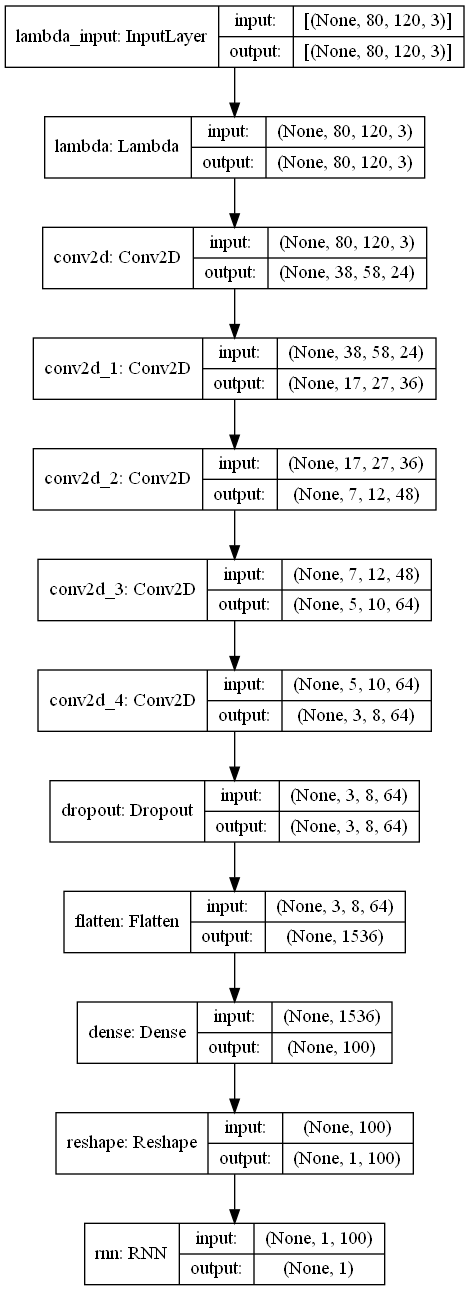 lambda_input: InputLayer
input: [(None, 80, 120, 3)]
output: [(None, 80, 120, 3)]
lambda: Lambda
input: (None, 80, 120, 3)
output: (None, 80, 120, 3)
conv2d: Conv2D
input: (None, 80, 120, 3)
output: (None, 38, 58, 24)
conv2d_1: Conv2D
input: (None, 38, 58, 24)
output: (None, 17, 27, 36)
conv2d_2: Conv2D
input: (None, 17, 27, 36)
output: (None, 7, 12, 48)
conv2d_3: Conv2D
input: (None, 7, 12, 48)
output: (None, 5, 10, 64)
conv2d_4: Conv2D
input: (None, 5, 10, 64)
output: (None, 3, 8, 64)
dropout: Dropout
input: (None, 3, 8, 64)
output: (None, 3, 8, 64)
flatten: Flatten
input: (None, 3, 8, 64)
output: (None, 1536)
dense: Dense
input: (None, 1536)
output: (None, 100)
reshape: Reshape
input: (None, 100)
output: (None, 1, 100)
rnn: RNN
input: (None, 1, 100)
output: (None, 1)